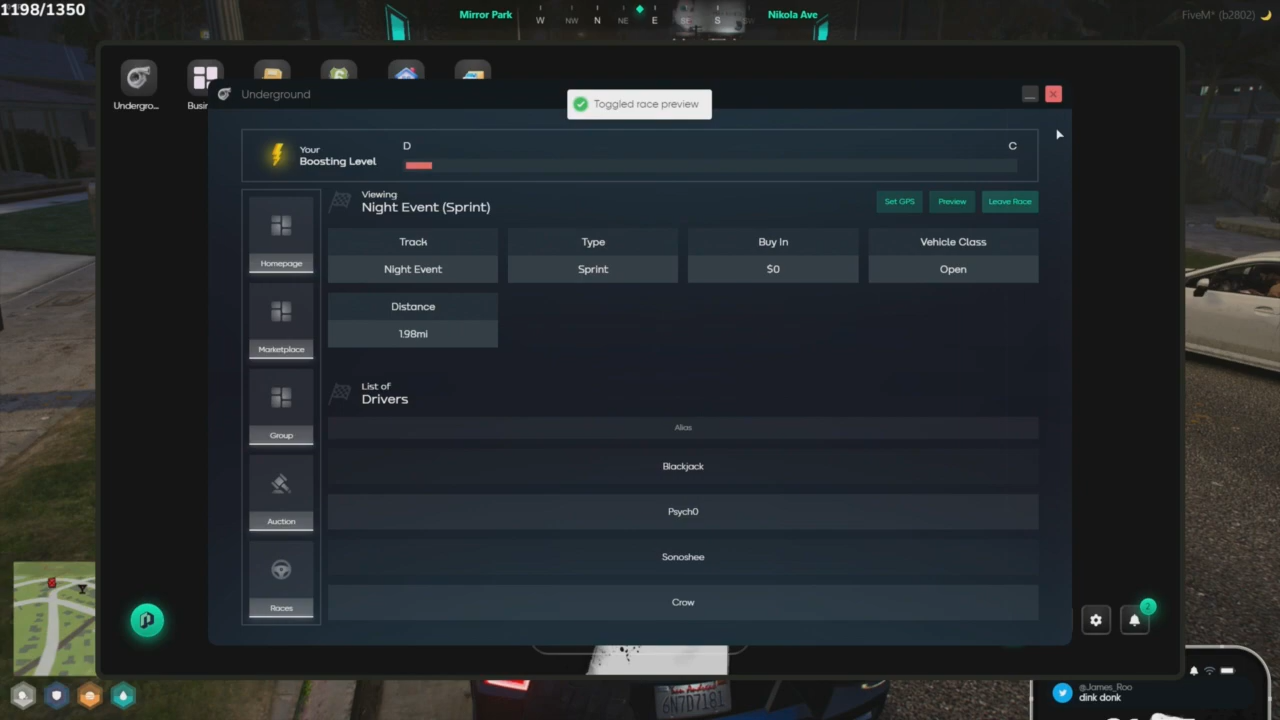 1198/1350
Mirror Park
W NW N NE E S
Nikola Ave
FiveM* (b2802)
Undergro...
Busi
Underground
Toggled race preview
Your
Boosting Level
D
C
Viewing
Night Event (Sprint)
Set GPS
Preview
Leave Race
Track
Type
Buy In
Vehicle Class
Night Event
Sprint
$0
Open
Distance
1.98mi
Homepage
Marketplace
Group
Auction
Races
List of
Drivers
Alias
Blackjack
Psych0
Sonoshee
Crow
2
@James_Roo
dink donk
6N7D7181